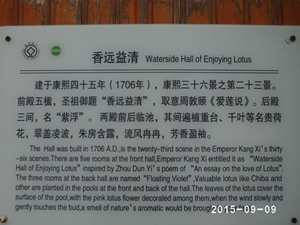 香远益清 Waterside Hall of Enjoying Lotus
建于康熙四十五年（1706年），康熙三十六景之第二十三景。
前殿五楹，圣祖御题“香远益清”，取意周敦颐《爱莲说》。后殿
三间，名“紫浮”。两殿前后临池，其间遍植重台、千叶等名贵荷
花，翠盖凌波，朱房含露，流风冉冉，芳香盈袖。
The Hall was built in 1706 A.D.,is the twenty-third scene in the Emperor Kang Xi's thirty
-six scenes.There are five rooms at the front hall,Emperor Kang Xi entitled it as "Waterside
Hall of Enjoying Lotus"inspired by Zhou Dun Yi's poem of "An essay on the love of Lotus".
The three rooms at the back hall was named "Floating Violet".Valuable lotus like Chiba and
other are planted in the pools at the front and back of the hall.The leaves of the lotus cover the
surface of the pool,with the pink lotus flower decorated among them,when the wind slowly and
gently touches the bud,a smell of nature's aromatic would be
2015-09-09